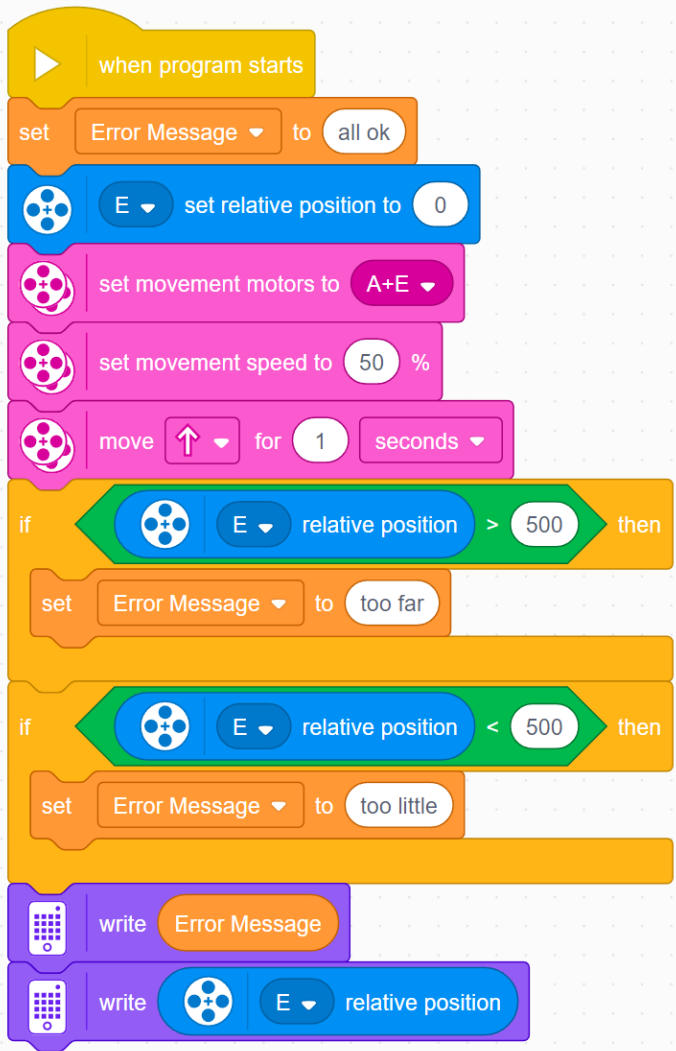 when program starts
set Error Message to all ok
E set relative position to 0
set movement motors to A+E
set movement speed to 50 %
move for 1 seconds
if E relative position > 500 then
set Error Message to too far
if E relative position < 500 then
set Error Message to too little
write Error Message
write E relative position